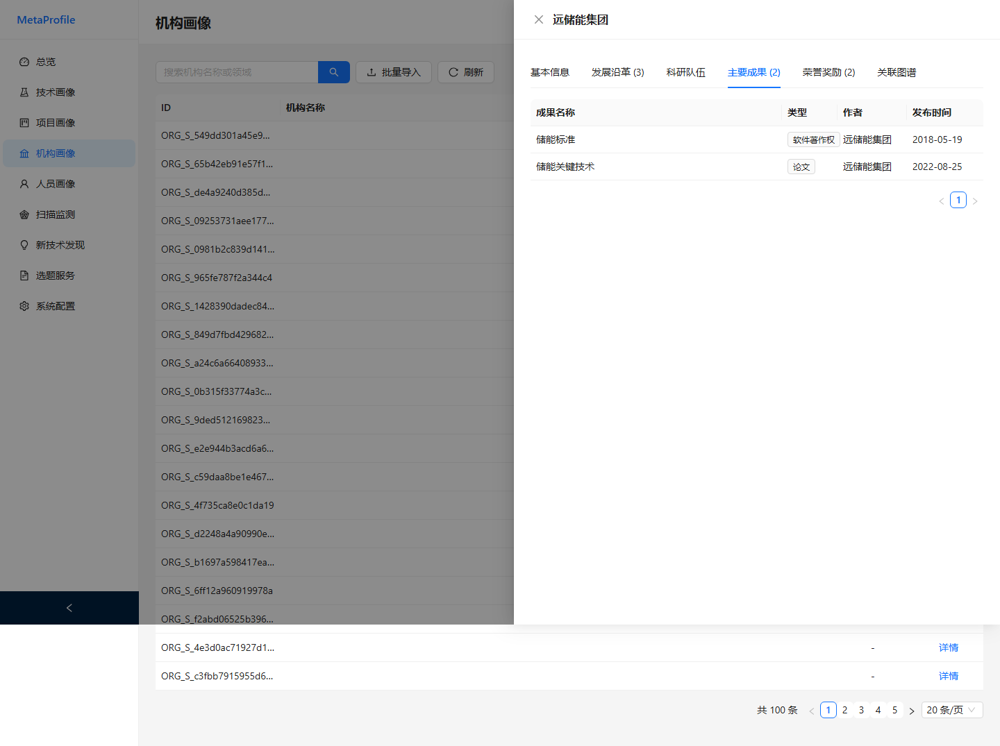 MetaProfile
总览
技术画像
项目画像
机构画像
人员画像
扫描监测
新技术发现
选题服务
系统配置
机构画像
搜索机构名称或领域
批量导入
刷新
ID 机构名称
ORG_S_549dd301a45e9...
ORG_S_65b42eb91e57f1...
ORG_S_de4a9240d385d...
ORG_S_09253731aee177...
ORG_S_0981b2c839d141...
ORG_S_965fe787f2a344c4
ORG_S_1428390dadec84...
ORG_S_849d7fbd429682...
ORG_S_a24c6a66408933...
ORG_S_0b315f33774a3c...
ORG_S_9ded512169823...
ORG_S_e2e944b3acd6a6...
ORG_S_c59daa8be1e467...
ORG_S_4f735ca8e0c1da19
ORG_S_d2248a4a90990e...
ORG_S_b1697a598417ea...
ORG_S_6ff12a960919978a
ORG_S_f2abd06525b396...
ORG_S_4e3d0ac71927d1... - 详情
ORG_S_c3fbb7915955d6... - 详情
共 100 条 < 1 2 3 4 5 > 20 条/页
远储能集团
基本信息 发展沿革 (3) 科研队伍 主要成果 (2) 荣誉奖励 (2) 关联图谱
成果名称 类型 作者 发布时间
储能标准 软件著作权 远储能集团 2018-05-19
储能关键技术 论文 远储能集团 2022-08-25
< 1 >